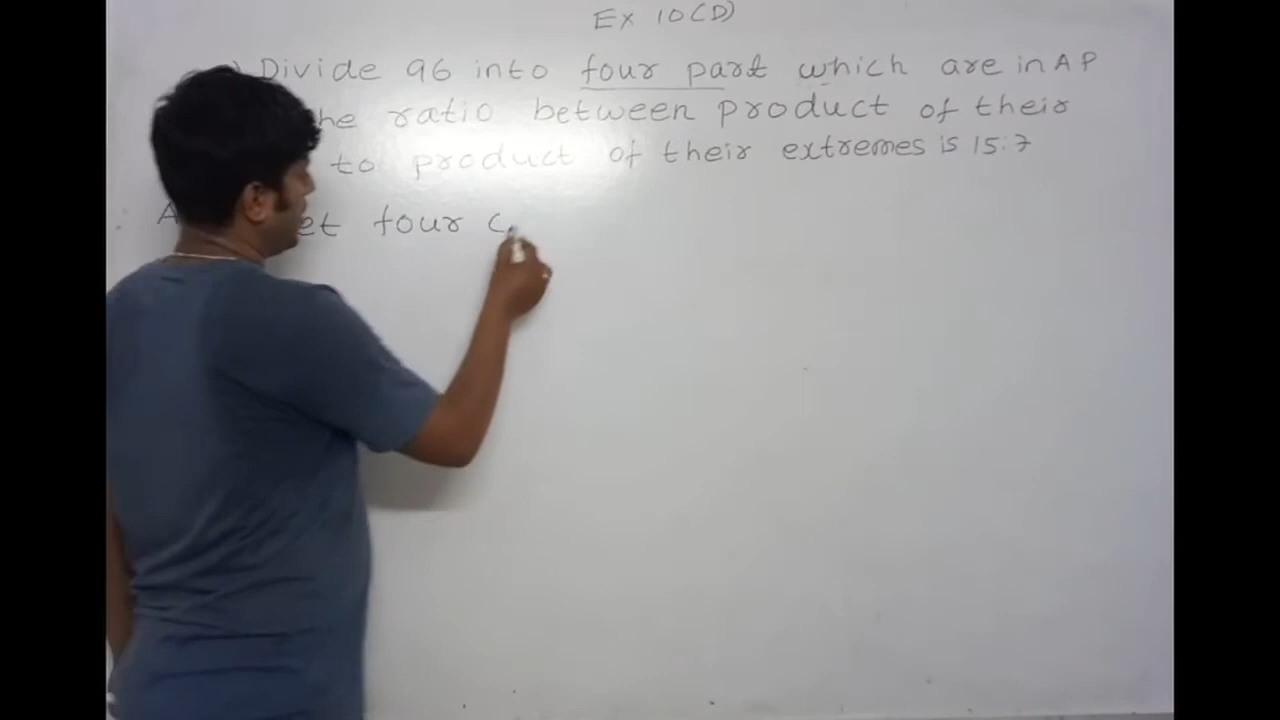 Ex 10(D)
Divide 96 into four part which are in AP
he ratio between product of their
to product of their extremes is 15:7
A et four c